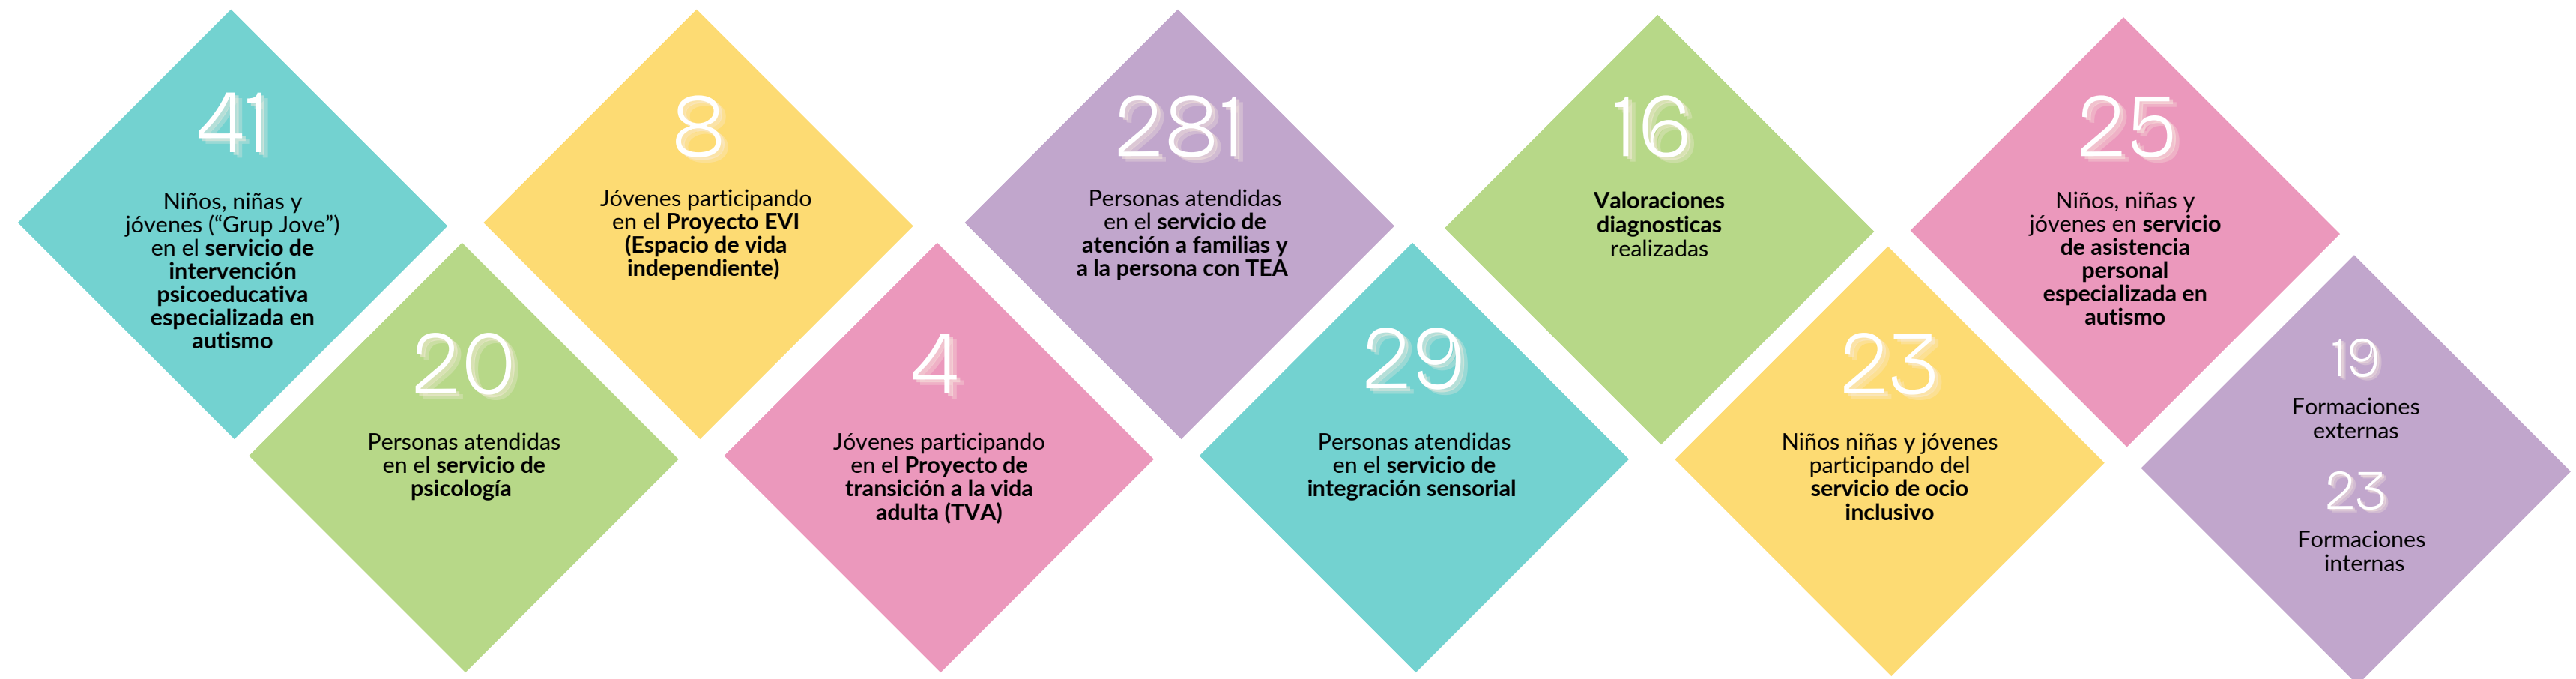 41
Niños, niñas y
jóvenes (“Grup Jove”)
en el servicio de
intervención
psicoeducativa
especializada en
autismo
20
Personas atendidas
en el servicio de
psicología
8
Jóvenes participando
en el Proyecto EVI
(Espacio de vida
independiente)
4
Jóvenes participando
en el Proyecto de
transición a la vida
adulta (TVA)
281
Personas atendidas
en el servicio de
atención a familias y
a la persona con TEA
29
Personas atendidas
en el servicio de
integración sensorial
16
Valoraciones
diagnosticas
realizadas
23
Niños niñas y jóvenes
participando del
servicio de ocio
inclusivo
25
Niños, niñas y
jóvenes en servicio
de asistencia
personal
especializada en
autismo
19
Formaciones
externas
23
Formaciones
internas